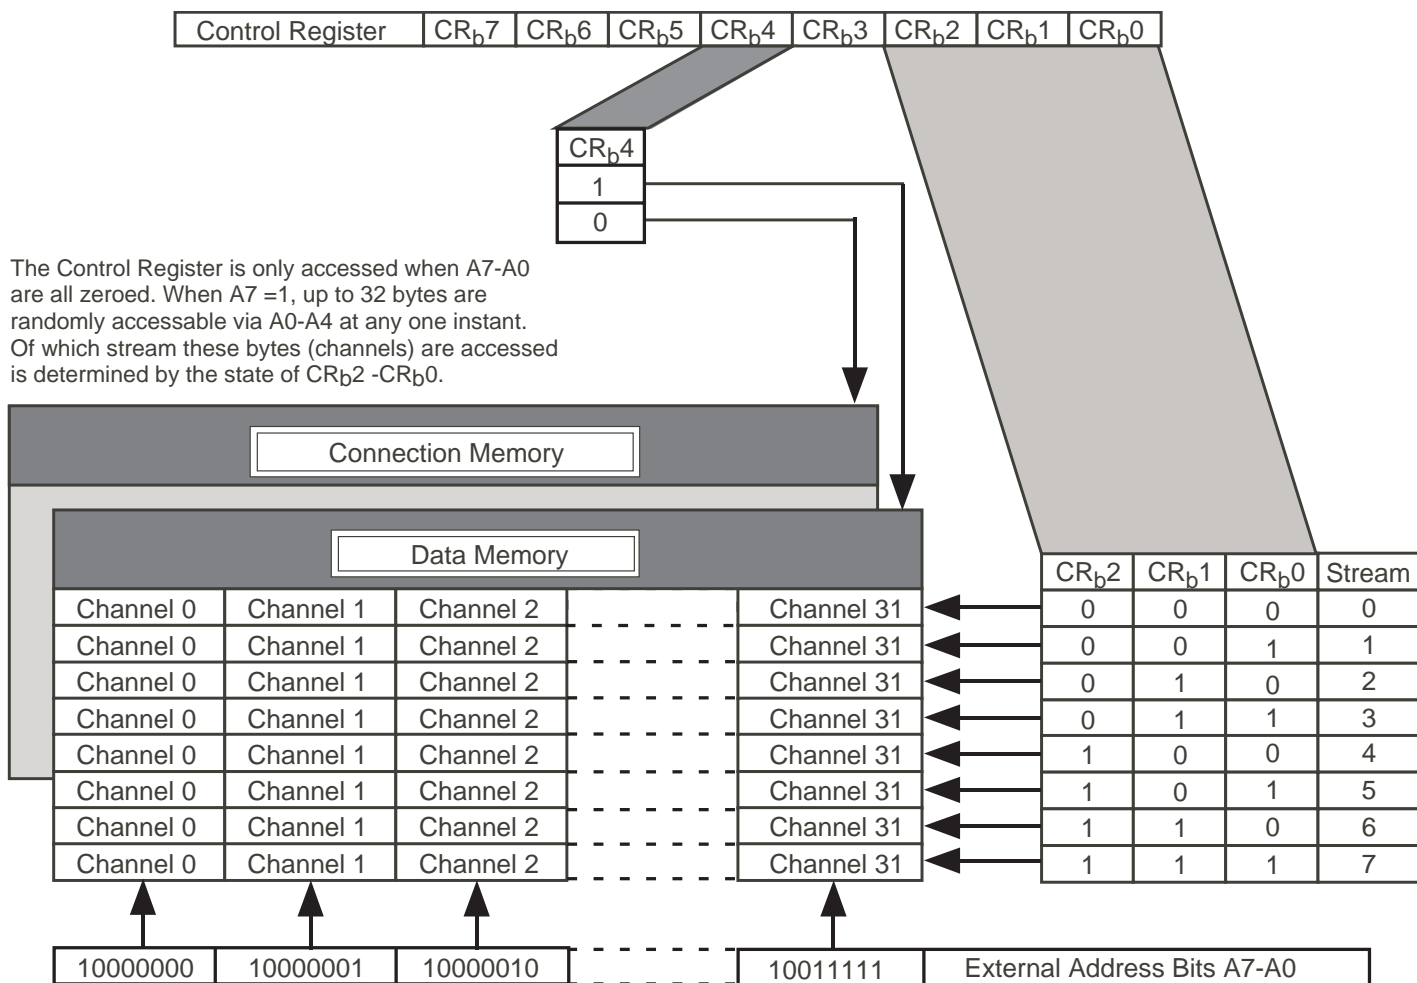 Control Register CRb7 CRb6 CRb5 CRb4 CRb3 CRb2 CRb1 CRb0
CRb4
1
0
The Control Register is only accessed when A7-A0
are all zeroed. When A7 =1, up to 32 bytes are
randomly accessable via A0-A4 at any one instant.
Of which stream these bytes (channels) are accessed
is determined by the state of CRb2 -CRb0.
Connection Memory
Data Memory
CRb2 CRb1 CRb0 Stream
Channel 0 Channel 1 Channel 2 Channel 31 0 0 0 0
Channel 0 Channel 1 Channel 2 Channel 31 0 0 1 1
Channel 0 Channel 1 Channel 2 Channel 31 0 1 0 2
Channel 0 Channel 1 Channel 2 Channel 31 0 1 1 3
Channel 0 Channel 1 Channel 2 Channel 31 1 0 0 4
Channel 0 Channel 1 Channel 2 Channel 31 1 0 1 5
Channel 0 Channel 1 Channel 2 Channel 31 1 1 0 6
Channel 0 Channel 1 Channel 2 Channel 31 1 1 1 7
10000000 10000001 10000010 10011111 External Address Bits A7-A0